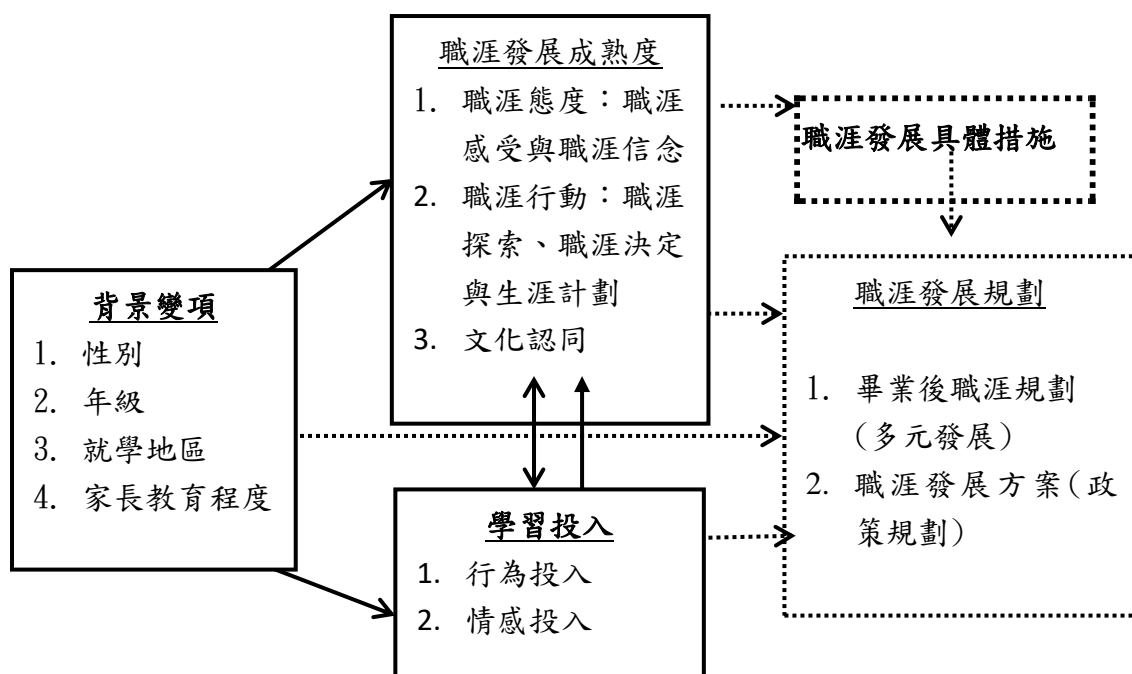 職涯發展成熟度
1. 職涯態度：職涯
感受與職涯信念
2. 職涯行動：職涯
探索、職涯決定
與生涯計劃
3. 文化認同
職涯發展具體措施
背景變項
1. 性別
2. 年級
3. 就學地區
4. 家長教育程度
職涯發展規劃
1. 畢業後職涯規劃
(多元發展)
2. 職涯發展方案(政
策規劃)
學習投入
1. 行為投入
2. 情感投入